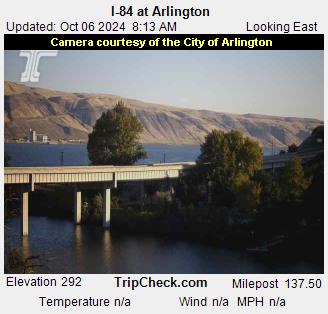 I-84 at Arlington
Updated: Oct 06 2024 8:13 AM Looking East
Camera courtesy of the City of Arlington
Elevation 292 TripCheck.com Milepost 137.50
Temperature n/a Wind n/a MPH n/a